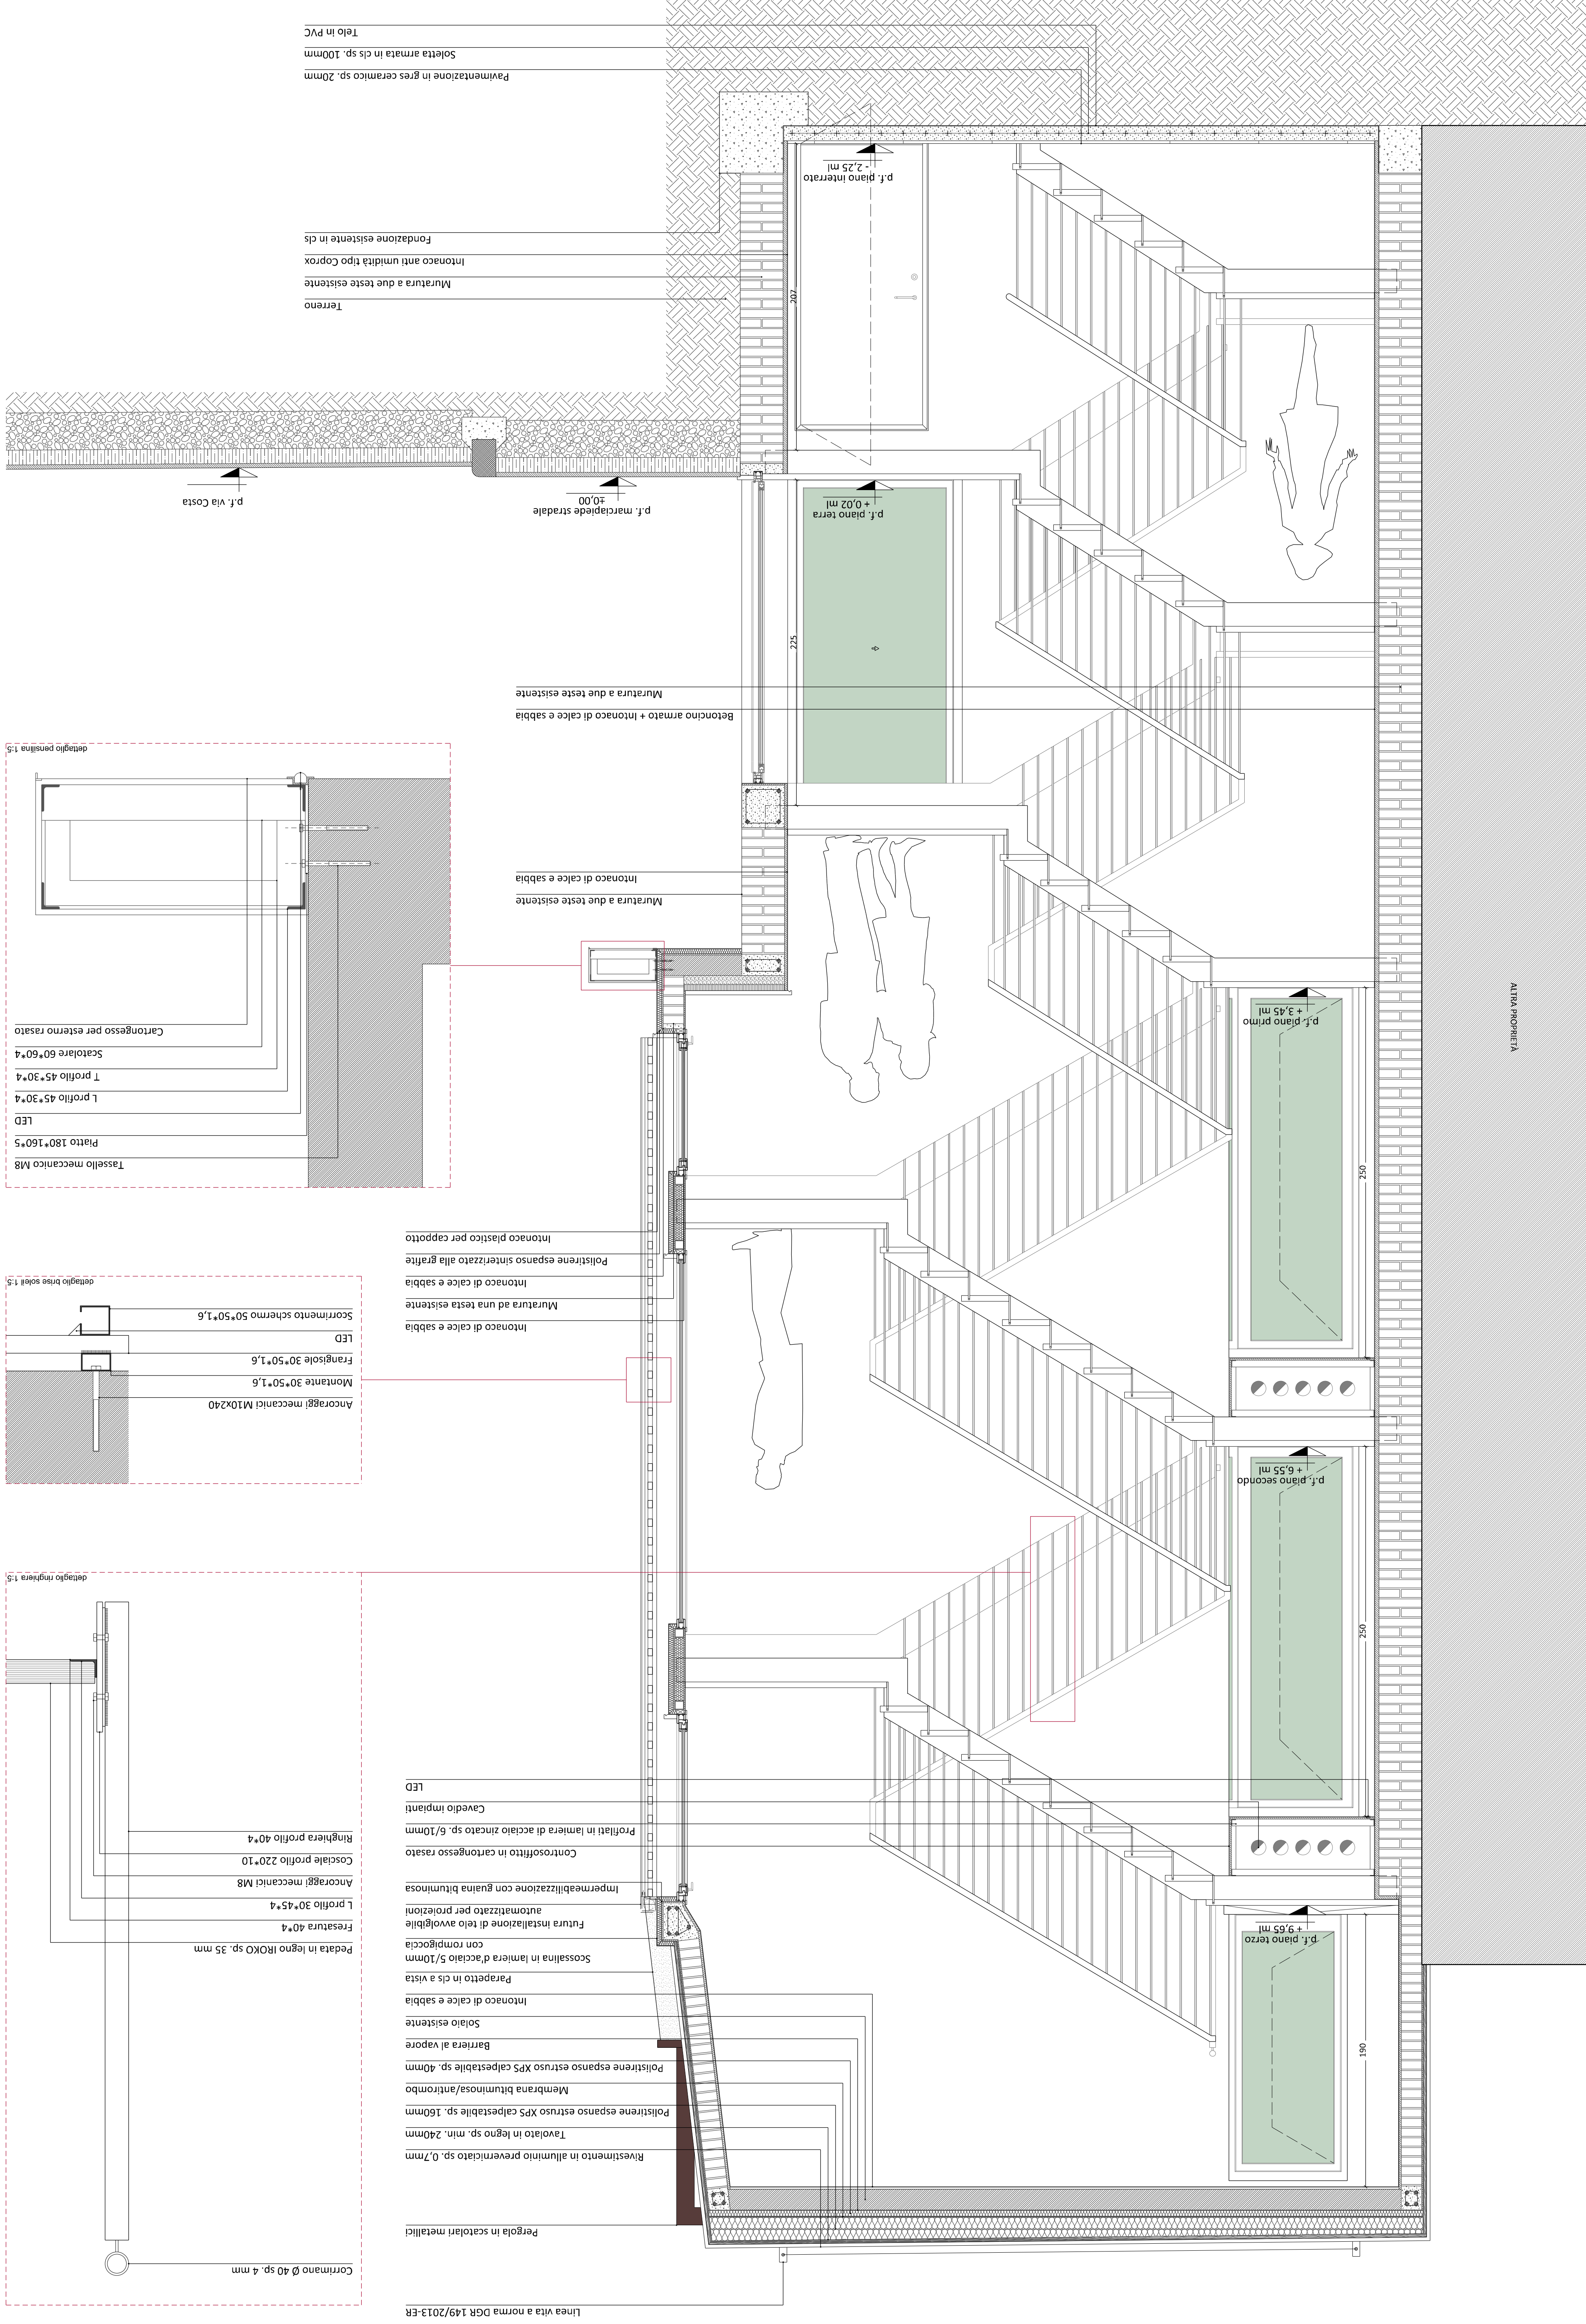 Linea vita a norma DGR 149/2013-ER
Pergola in scatolari metallici
Rivestimento in alluminio preverniciato sp. 0,7mm
Tavolato in legno sp. min. 240mm
Polistirene espanso estruso XPS calpestabile sp. 160mm
Membrana bituminosa/antirombo
Polistirene espanso estruso XPS calpestabile sp. 40mm
Barriera al vapore
Solaio esistente
Intonaco di calce e sabbia
Parapetto in cls a vista
Scossalina in lamiera d'acciaio 5/10mm
con rompigoccia
Futura installazione di telo avvolgibile
automatizzato per proiezioni
Impermeabilizzazione con guaina bituminosa
Controsoffitto in cartongesso rasato
Profilati in lamiera di acciaio zincato sp. 6/10mm
Cavedio impianti
LED
190
p.f. piano terzo
+ 9,65 ml
250
p.f. piano secondo
+ 6,55 ml
250
p.f. piano primo
+ 3,45 ml
ALTRA PROPRIETÀ
Corrimano Ø 40 sp. 4 mm
Pedata in legno IROKO sp. 35 mm
Fresatura 40*4
L profilo 30*45*4
Ancoraggi meccanici M8
Cosciale profilo 220*10
Ringhiera profilo 40*4
dettaglio ringhiera 1:5
Ancoraggi meccanici M10x240
Montante 30*50*1,6
Frangisole 30*50*1,6
LED
Scorrimento schermo 50*50*1,6
dettaglio brise soleil 1:5
Intonaco di calce e sabbia
Muratura ad una testa esistente
Intonaco di calce e sabbia
Polistirene espanso sinterizzato alla grafite
Intonaco plastico per cappotto
Tassello meccanico M8
Piatto 180*160*5
LED
L profilo 45*30*4
T profilo 45*30*4
Scatolare 60*60*4
Cartongesso per esterno rasato
dettaglio pensilina 1:5
Muratura a due teste esistente
Intonaco di calce e sabbia
Betoncino armato + Intonaco di calce e sabbia
Muratura a due teste esistente
225
p.f. piano terra
+ 0,02 ml
p.f. marciapiede stradale
±0,00
p.f. via Costa
Terreno
Muratura a due teste esistente
Intonaco anti umidità tipo Coprox
Fondazione esistente in cls
207
p.f. piano interrato
- 2,25 ml
Pavimentazione in gres ceramico sp. 20mm
Soletta armata in cls sp. 100mm
Telo in PVC